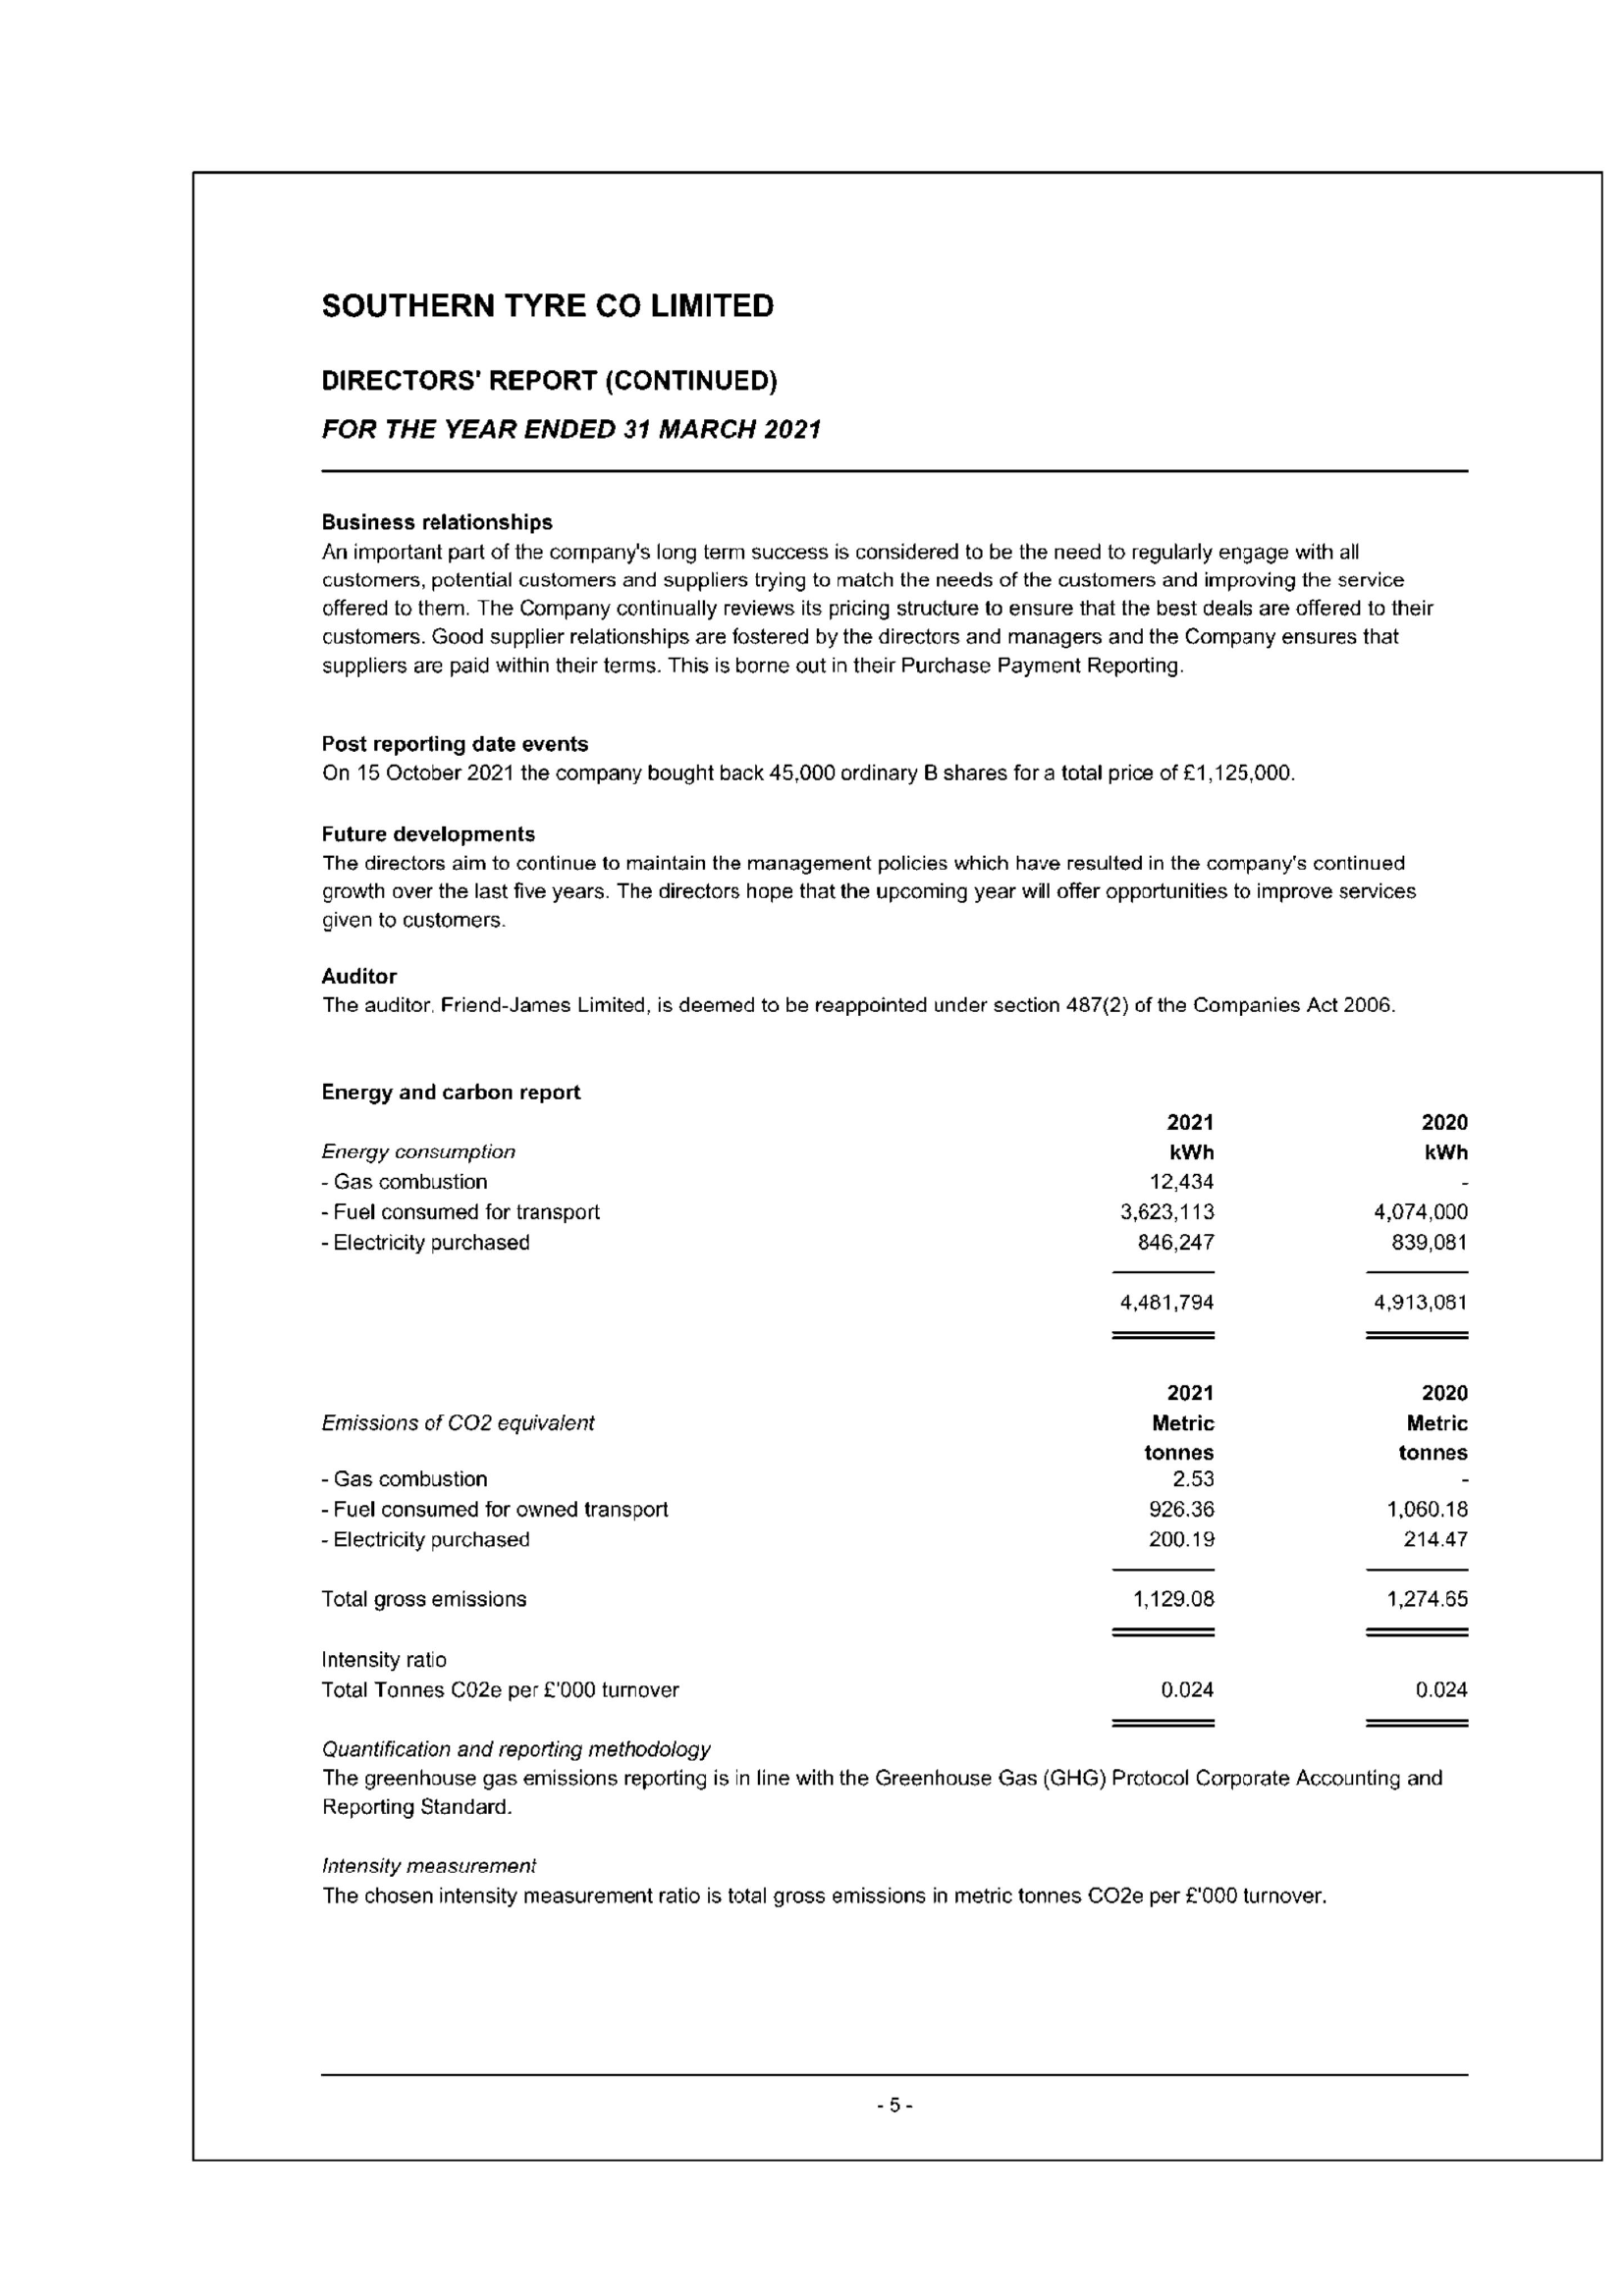 SOUTHERN TYRE CO LIMITED
DIRECTORS' REPORT (CONTINUED)
FOR THE YEAR ENDED 31 MARCH 2021
Business relationships
An important part of the company's long term success is considered to be the need to regularly engage with all
customers, potential customers and suppliers trying to match the needs of the customers and improving the service
offered to them. The Company continually reviews its pricing structure to ensure that the best deals are offered to their
customers. Good supplier relationships are fostered by the directors and managers and the Company ensures that
suppliers are paid within their terms. This is borne out in their Purchase Payment Reporting.
Post reporting date events
On 15 October 2021 the company bought back 45,000 ordinary B shares for a total price of £1,125,000.
Future developments
The directors aim to continue to maintain the management policies which have resulted in the company's continued
growth over the last five years. The directors hope that the upcoming year will offer opportunities to improve services
given to customers.
Auditor
The auditor, Friend-James Limited, is deemed to be reappointed under section 487(2) of the Companies Act 2006.
Energy and carbon report
2021 2020
Energy consumption kWh kWh
- Gas combustion 12,434 -
- Fuel consumed for transport 3,623,113 4,074,000
- Electricity purchased 846,247 839,081
4,481,794 4,913,081
2021 2020
Emissions of CO2 equivalent Metric Metric
tonnes tonnes
- Gas combustion 2.53 -
- Fuel consumed for owned transport 926.36 1,060.18
- Electricity purchased 200.19 214.47
Total gross emissions 1,129.08 1,274.65
Intensity ratio
Total Tonnes C02e per £'000 turnover 0.024 0.024
Quantification and reporting methodology
The greenhouse gas emissions reporting is in line with the Greenhouse Gas (GHG) Protocol Corporate Accounting and
Reporting Standard.
Intensity measurement
The chosen intensity measurement ratio is total gross emissions in metric tonnes CO2e per £'000 turnover.
- 5 -